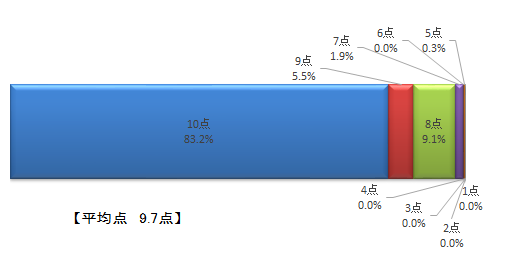 6点
0.0%
5点
0.3%
7点
1.9%
9点
5.5%
10点
83.2%
8点
9.1%
4点
0.0%
3点
0.0%
2点
0.0%
1点
0.0%
【平均点 9.7点】